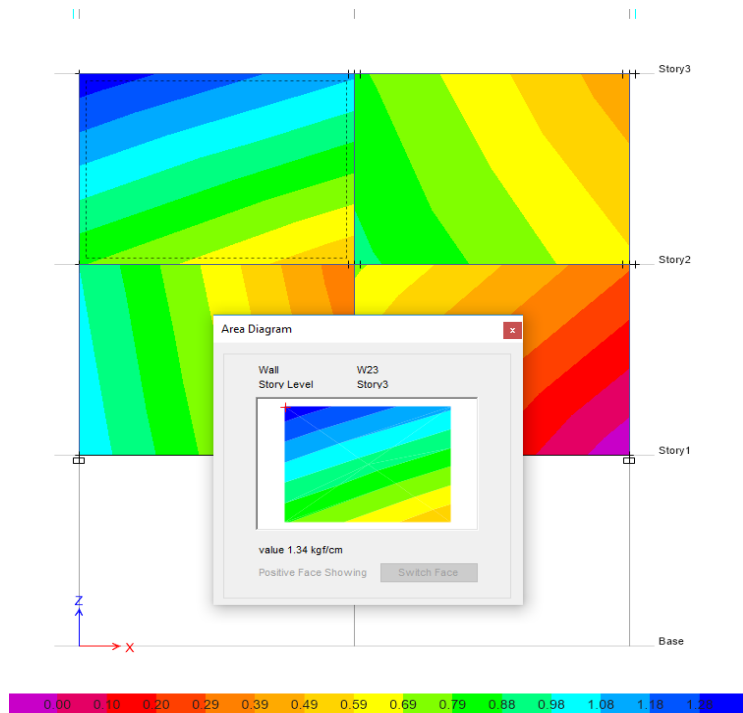 Story3
Story2
Area Diagram
x
Wall W23
Story Level Story3
value 1.34 kgf/cm
Positive Face Showing Switch Face
Story1
Z
X
Base
0.00 0.10 0.20 0.29 0.39 0.49 0.59 0.69 0.79 0.88 0.98 1.08 1.18